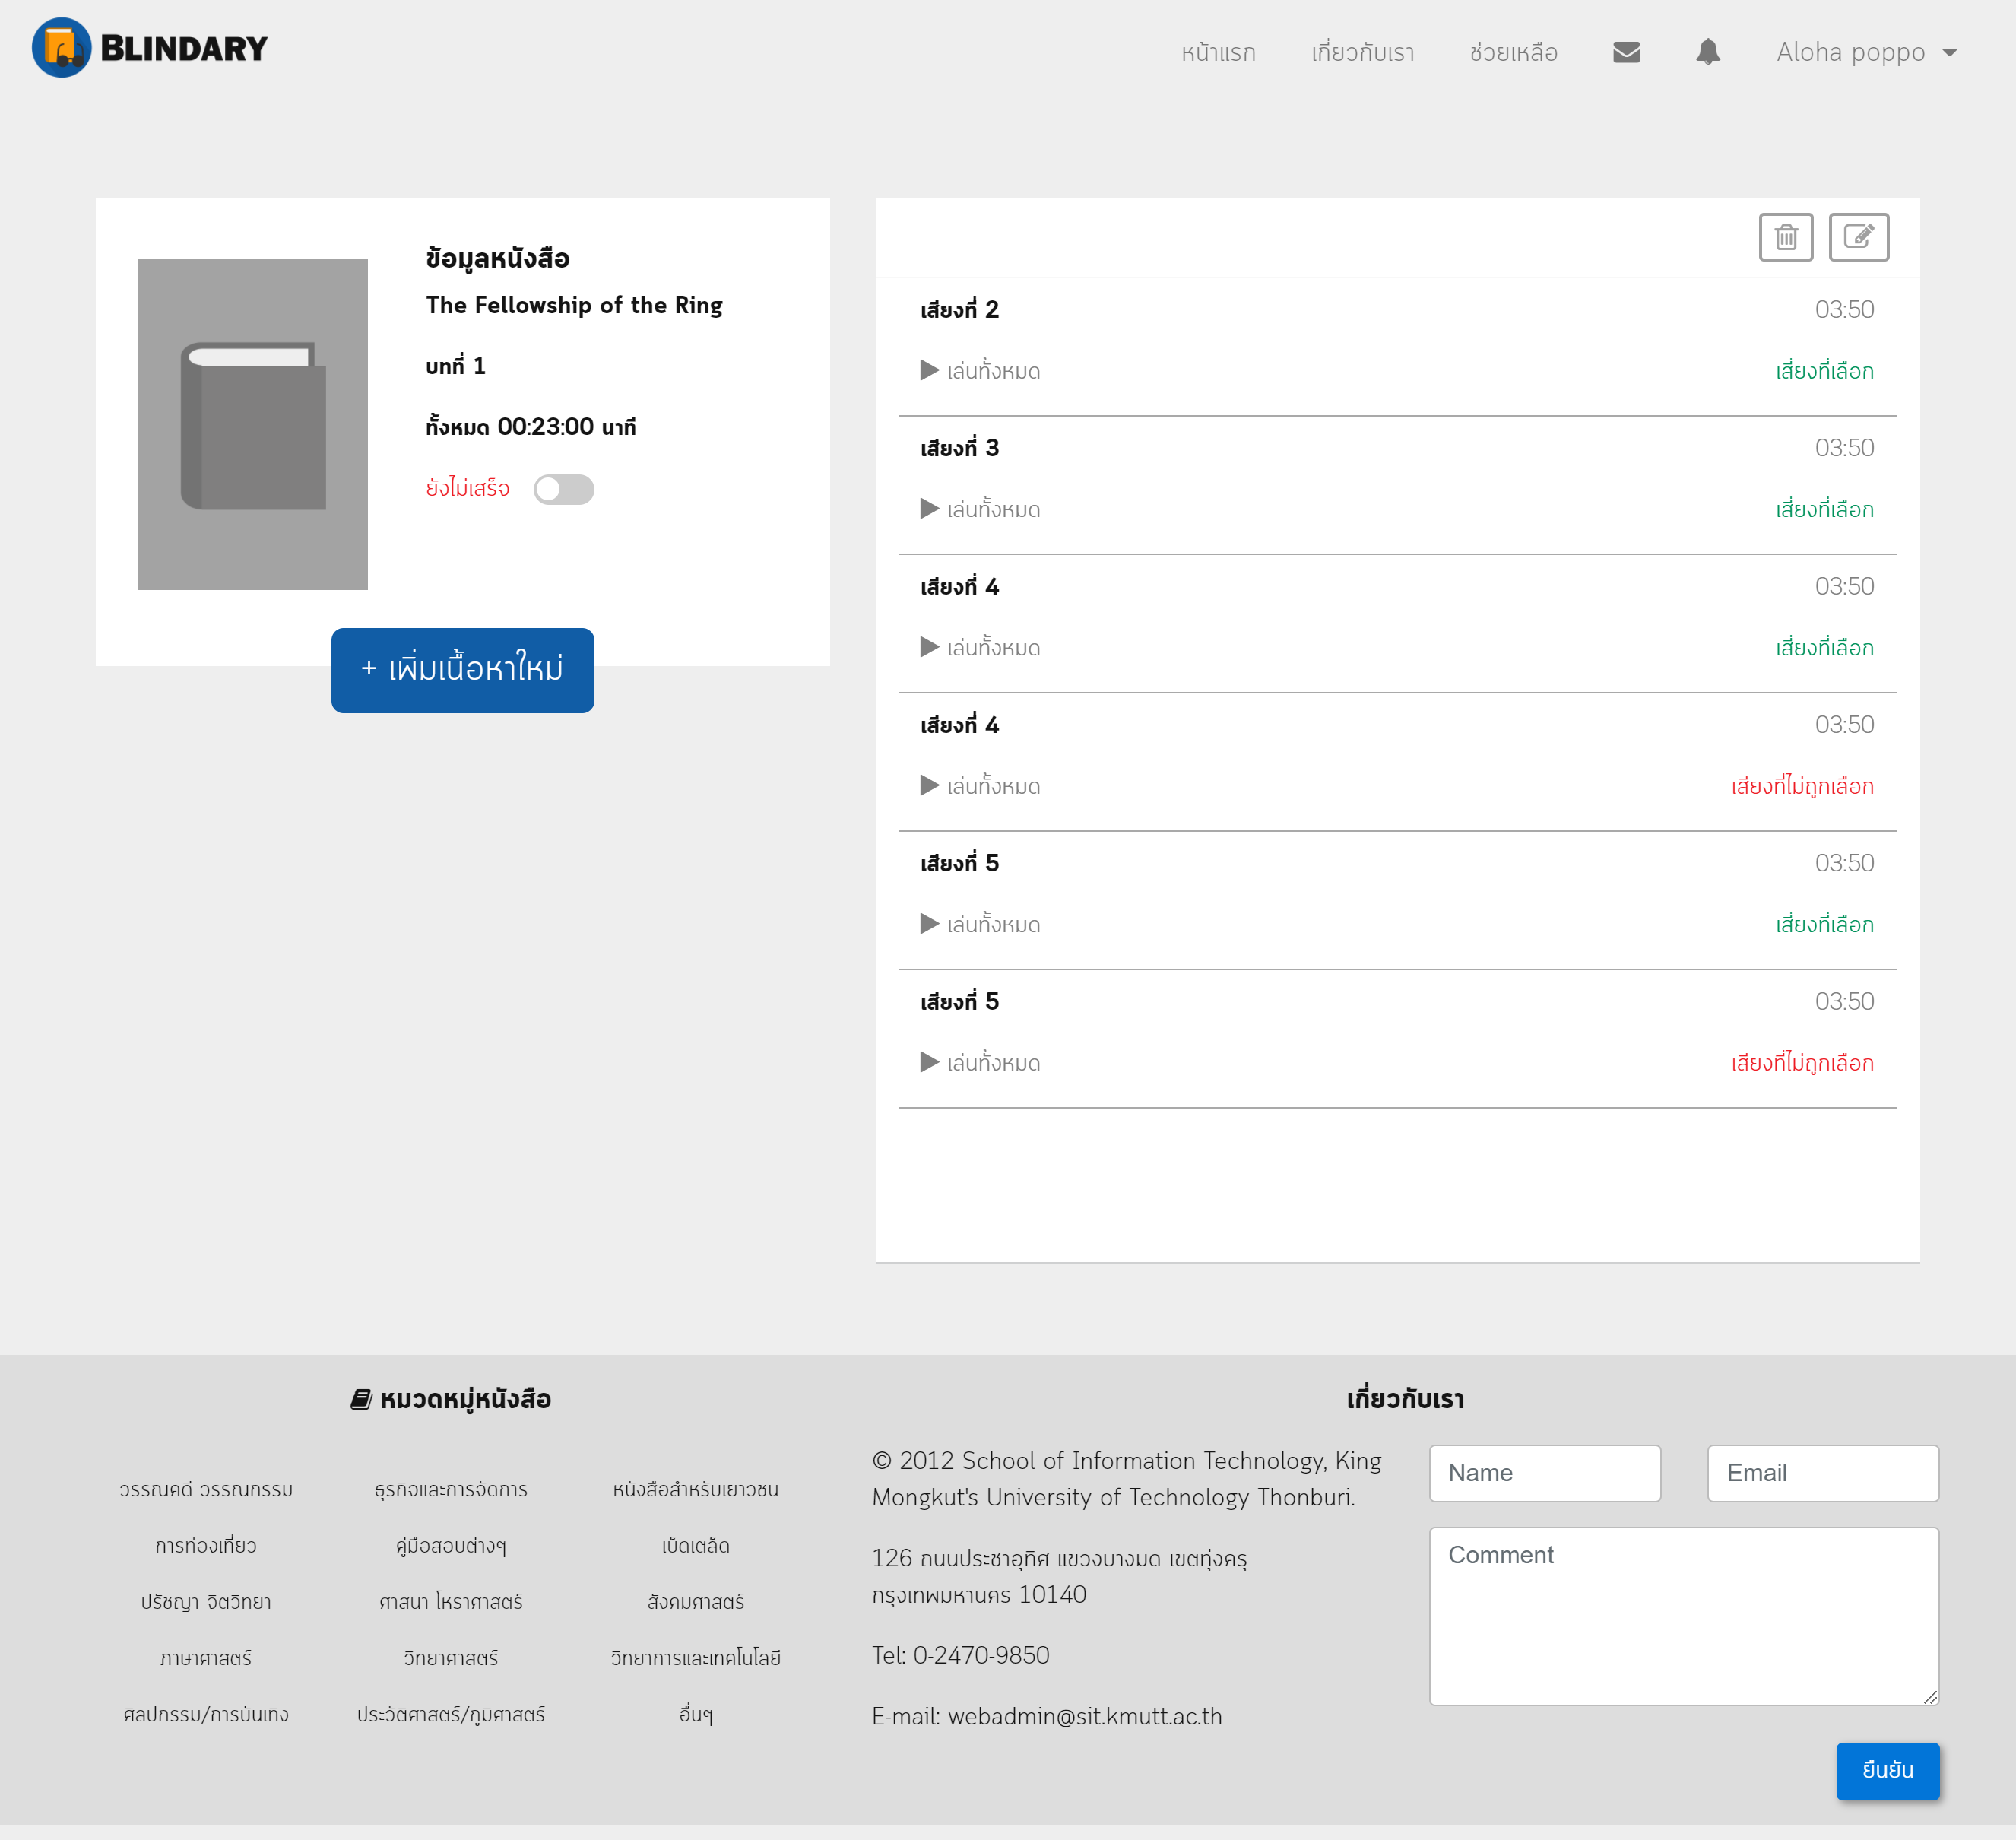 BLINDARY
หน้าแรก
เกี่ยวกับเรา
ช่วยเหลือ
Aloha poppo
ข้อมูลหนังสือ
The Fellowship of the Ring
บทที่ 1
ทั้งหมด 00:23:00 นาที
ยังไม่เสร็จ
+ เพิ่มเนื้อหาใหม่
เสียงที่ 2 03:50
เล่นทั้งหมด เสี่ยงที่เลือก
เสียงที่ 3 03:50
เล่นทั้งหมด เสี่ยงที่เลือก
เสียงที่ 4 03:50
เล่นทั้งหมด เสี่ยงที่เลือก
เสียงที่ 4 03:50
เล่นทั้งหมด เสียงที่ไม่ถูกเลือก
เสียงที่ 5 03:50
เล่นทั้งหมด เสี่ยงที่เลือก
เสียงที่ 5 03:50
เล่นทั้งหมด เสียงที่ไม่ถูกเลือก
หมวดหมู่หนังสือ
วรรณคดี วรรณกรรม ธุรกิจและการจัดการ หนังสือสำหรับเยาวชน
การท่องเที่ยว คู่มือสอบต่างๆ เบ็ดเตล็ด
ปรัชญา จิตวิทยา ศาสนา โหราศาสตร์ สังคมศาสตร์
ภาษาศาสตร์ วิทยาศาสตร์ วิทยาการและเทคโนโลยี
ศิลปกรรม/การบันเทิง ประวัติศาสตร์/ภูมิศาสตร์ อื่นๆ
เกี่ยวกับเรา
© 2012 School of Information Technology, King
Mongkut's University of Technology Thonburi.
126 ถนนประชาอุทิศ แขวงบางมด เขตทุ่งครุ
กรุงเทพมหานคร 10140
Tel: 0-2470-9850
E-mail: webadmin@sit.kmutt.ac.th
Name
Email
Comment
ยืนยัน